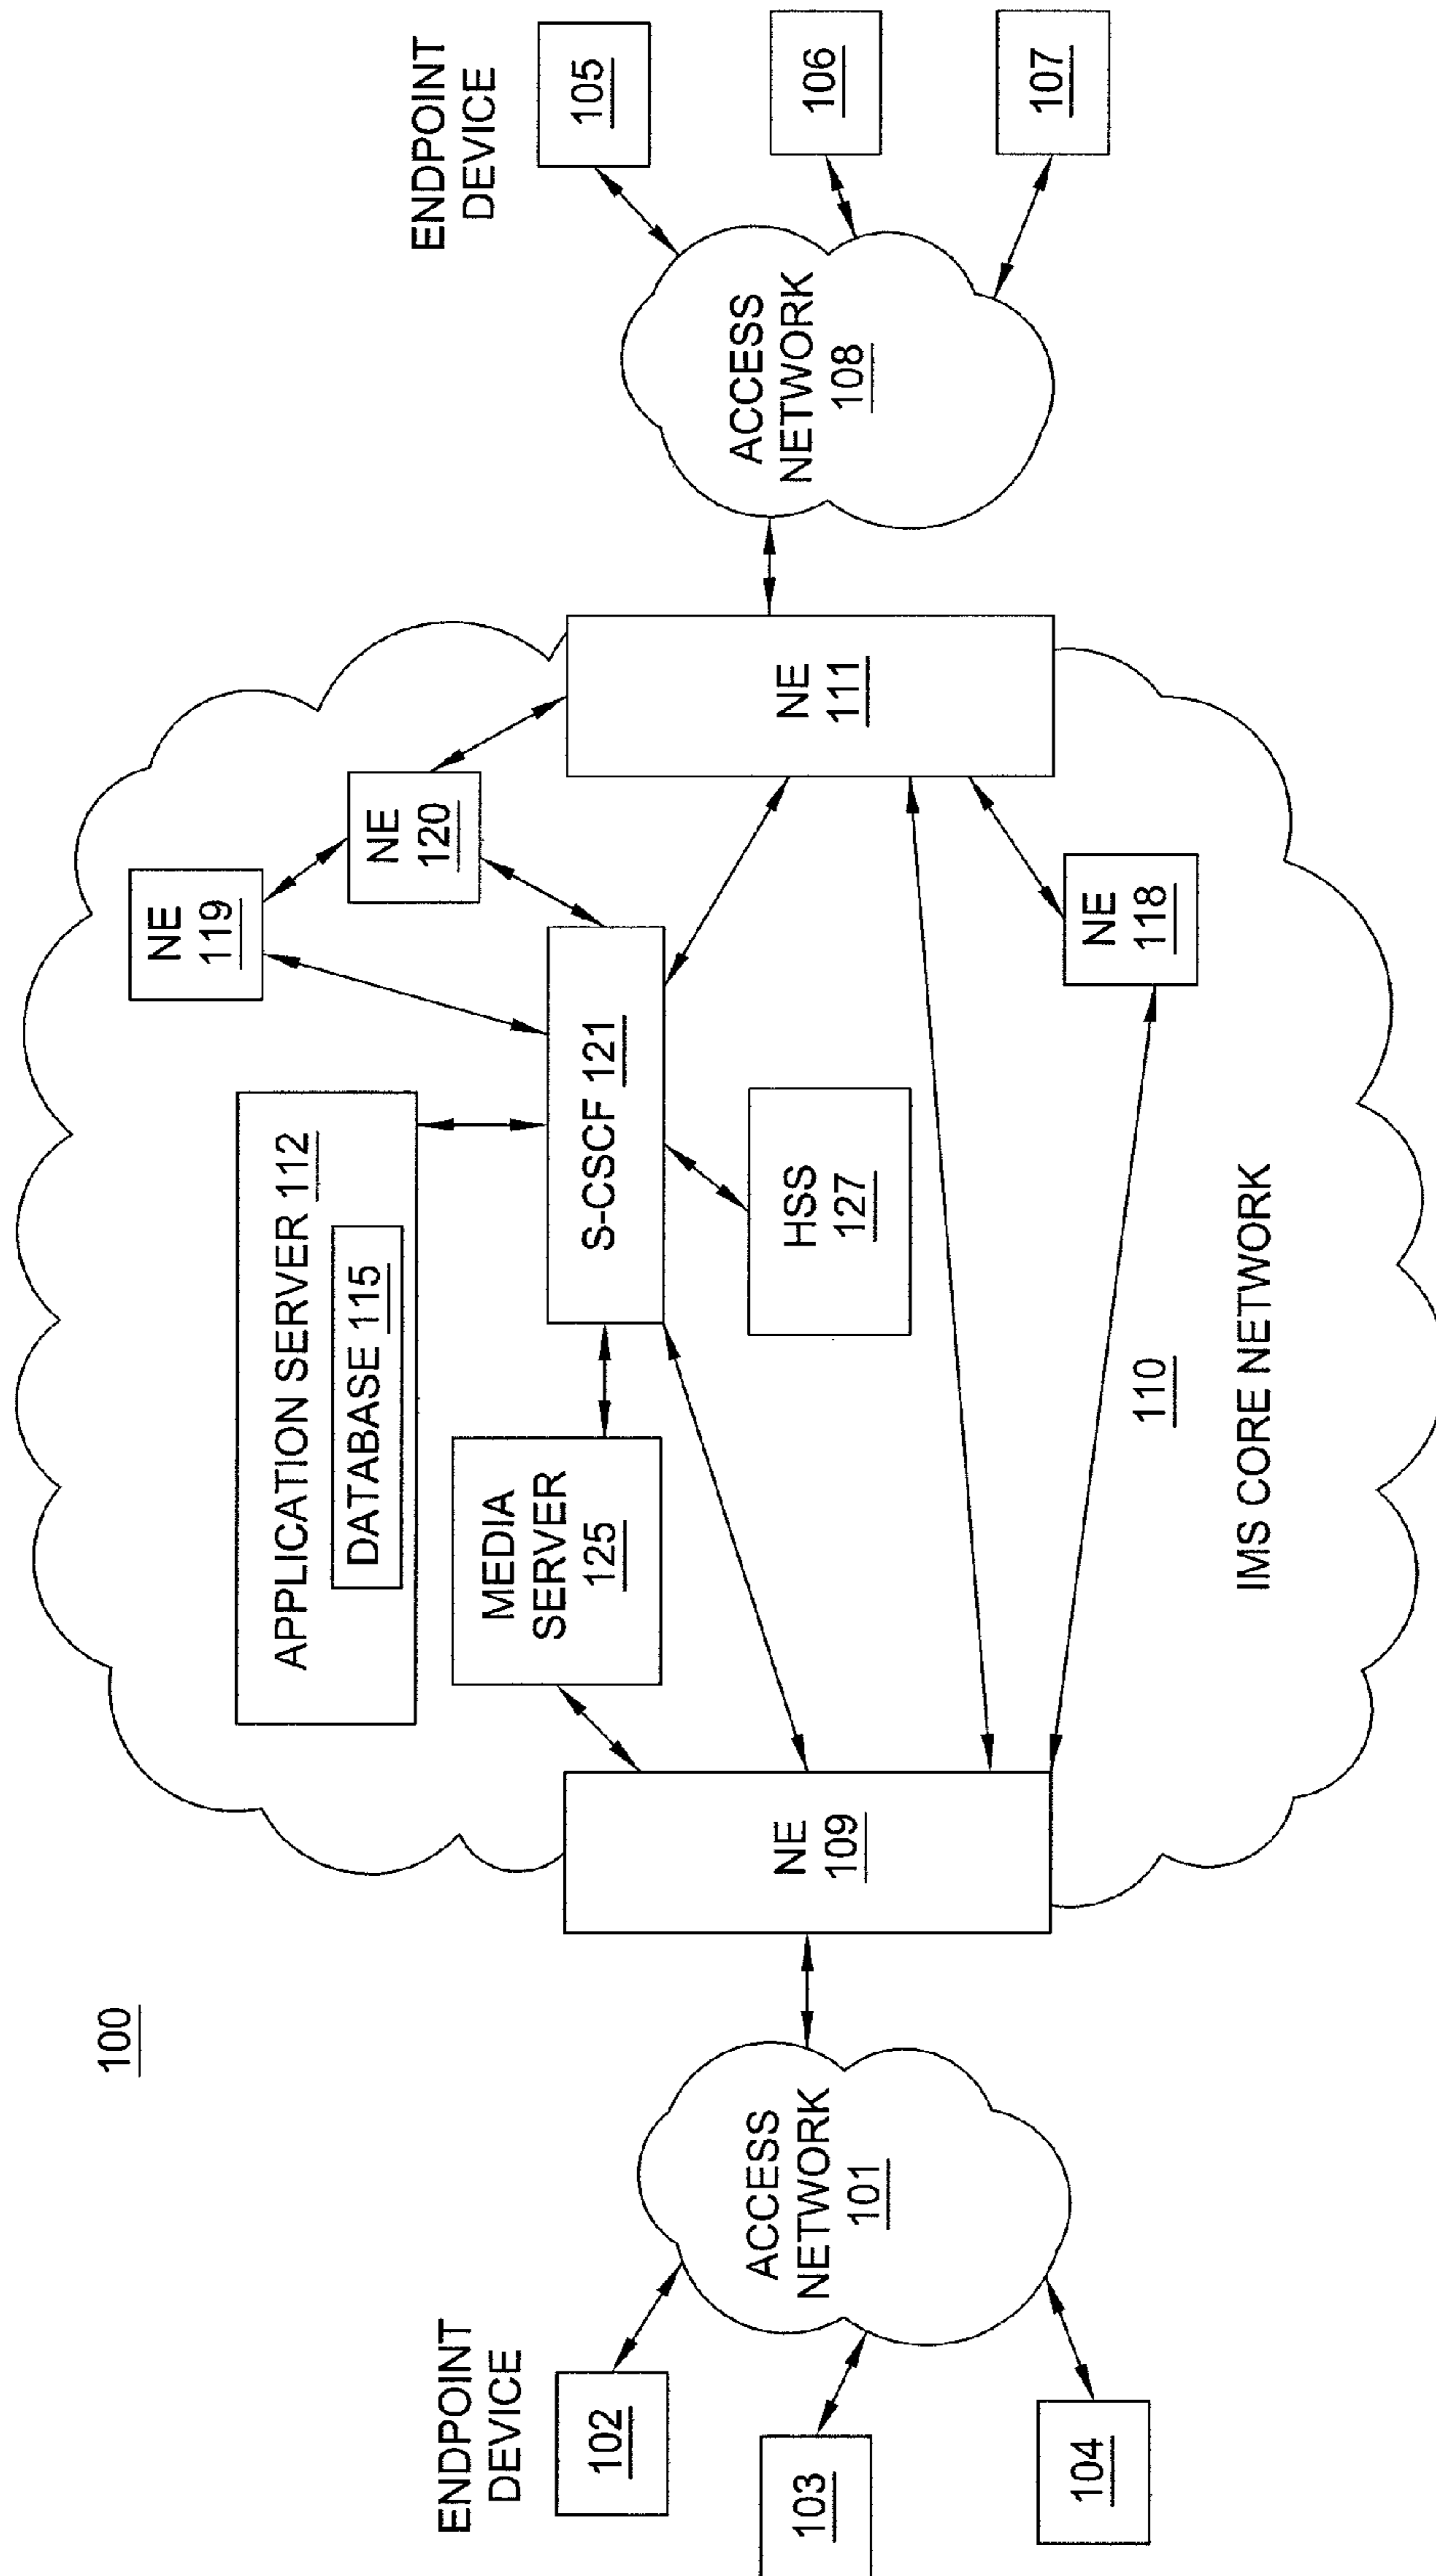 100
ENDPOINT
DEVICE
102
103
104
ACCESS
NETWORK
101
NE
109
APPLICATION SERVER 112
DATABASE 115
MEDIA
SERVER
125
S-CSCF 121
HSS
127
NE
119
NE
120
NE
111
NE
118
110
IMS CORE NETWORK
ACCESS
NETWORK
108
ENDPOINT
DEVICE
105
106
107